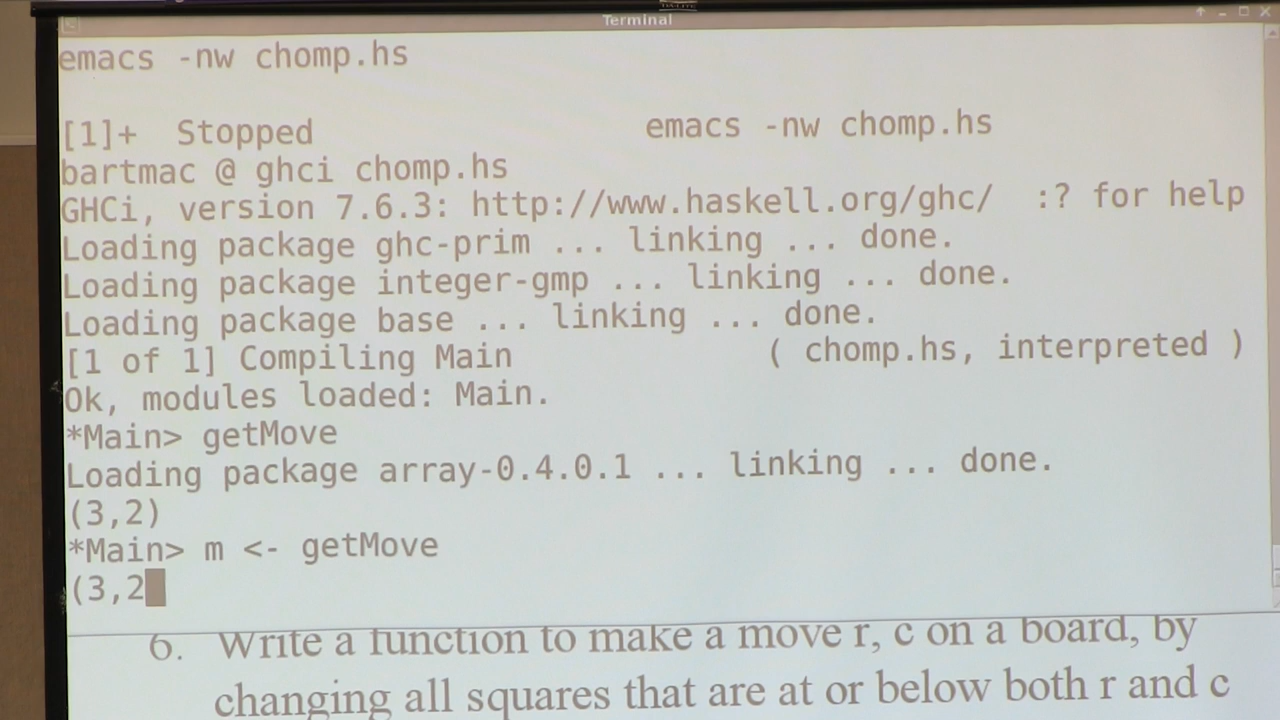 Terminal
emacs -nw chomp.hs
[1]+  Stopped                 emacs -nw chomp.hs
bartmac @ ghci chomp.hs
GHCi, version 7.6.3: http://www.haskell.org/ghc/  :? for help
Loading package ghc-prim ... linking ... done.
Loading package integer-gmp ... linking ... done.
Loading package base ... linking ... done.
[1 of 1] Compiling Main             ( chomp.hs, interpreted )
Ok, modules loaded: Main.
*Main> getMove
Loading package array-0.4.0.1 ... linking ... done.
(3,2)
*Main> m <- getMove
(3,2
6. Write a function to make a move r, c on a board, by
changing all squares that are at or below both r and c